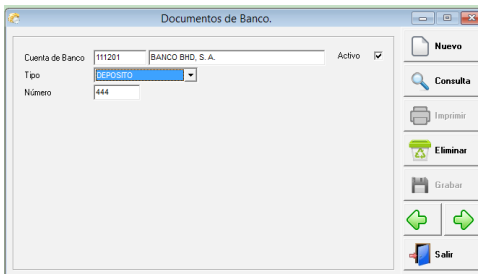 Documentos de Banco.
Cuenta de Banco 111201 BANCO BHD, S. A. Activo
Tipo DEPOSITO
Número 444
Nuevo
Consulta
Imprimir
Eliminar
Grabar
Salir